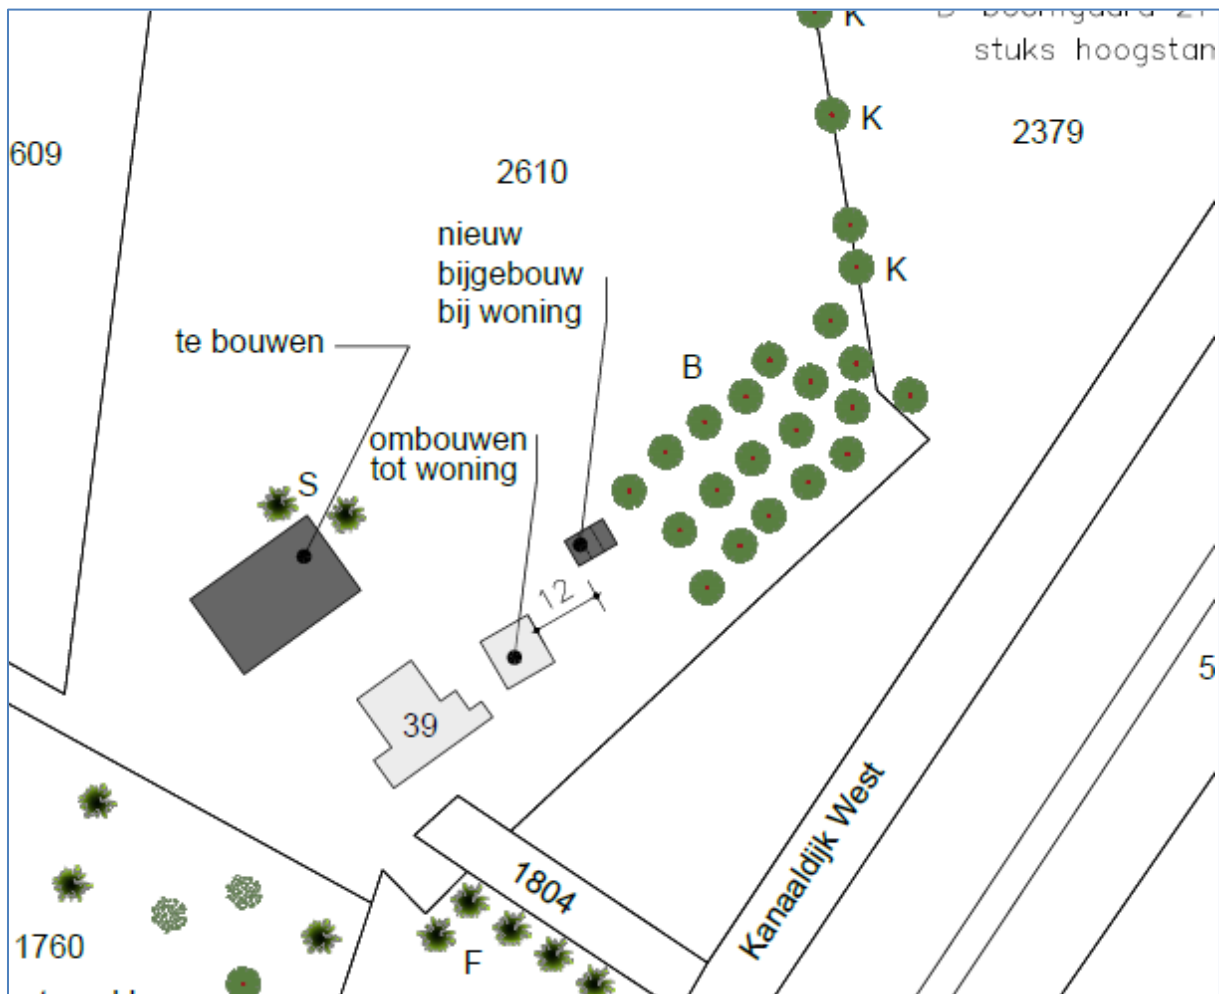 K
stuks hoogstam
K
2379
609
2610
nieuw
bijgebouw
bij woning
K
te bouwen
B
ombouwen
tot woning
S
12
5
39
Kanaaldijk West
1804
1760
F